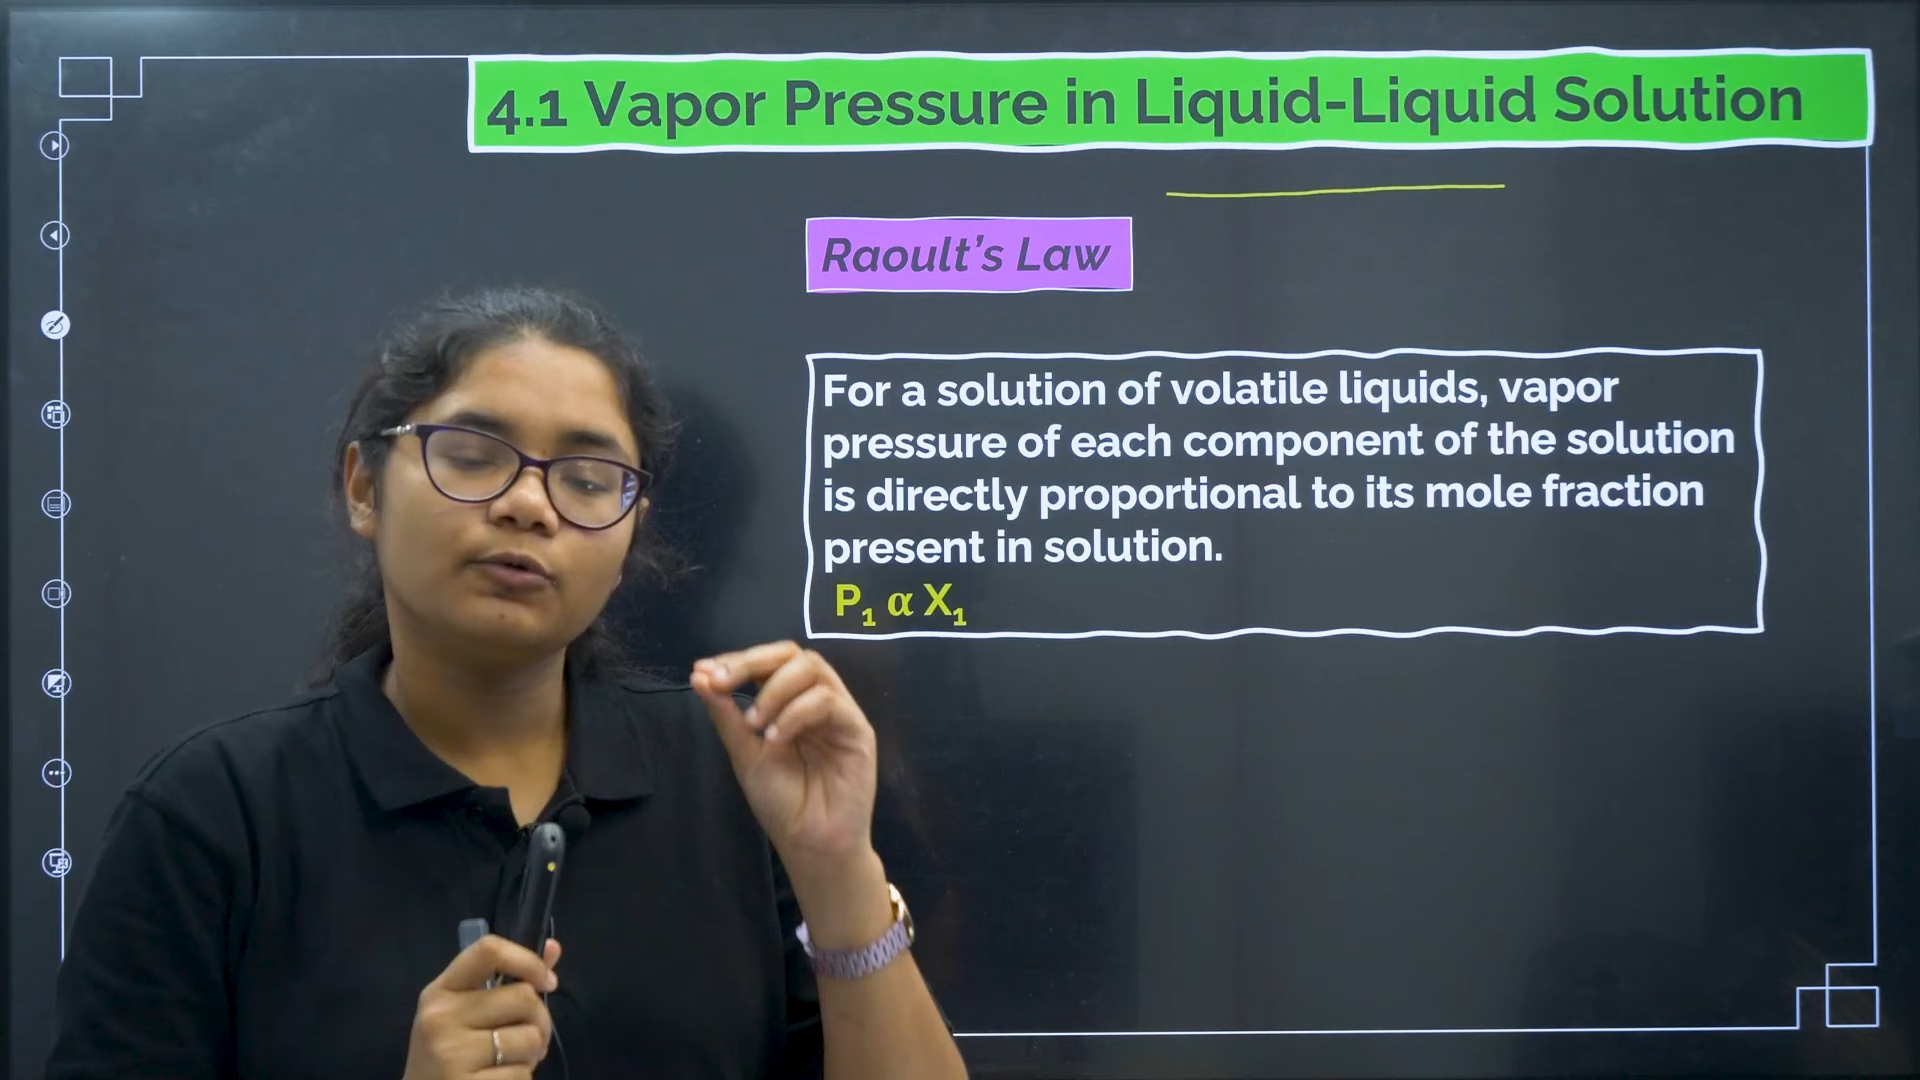 4.1 Vapor Pressure in Liquid-Liquid Solution
Raoult's Law
For a solution of volatile liquids, vapor
pressure of each component of the solution
is directly proportional to its mole fraction
present in solution.
P₁ α X₁